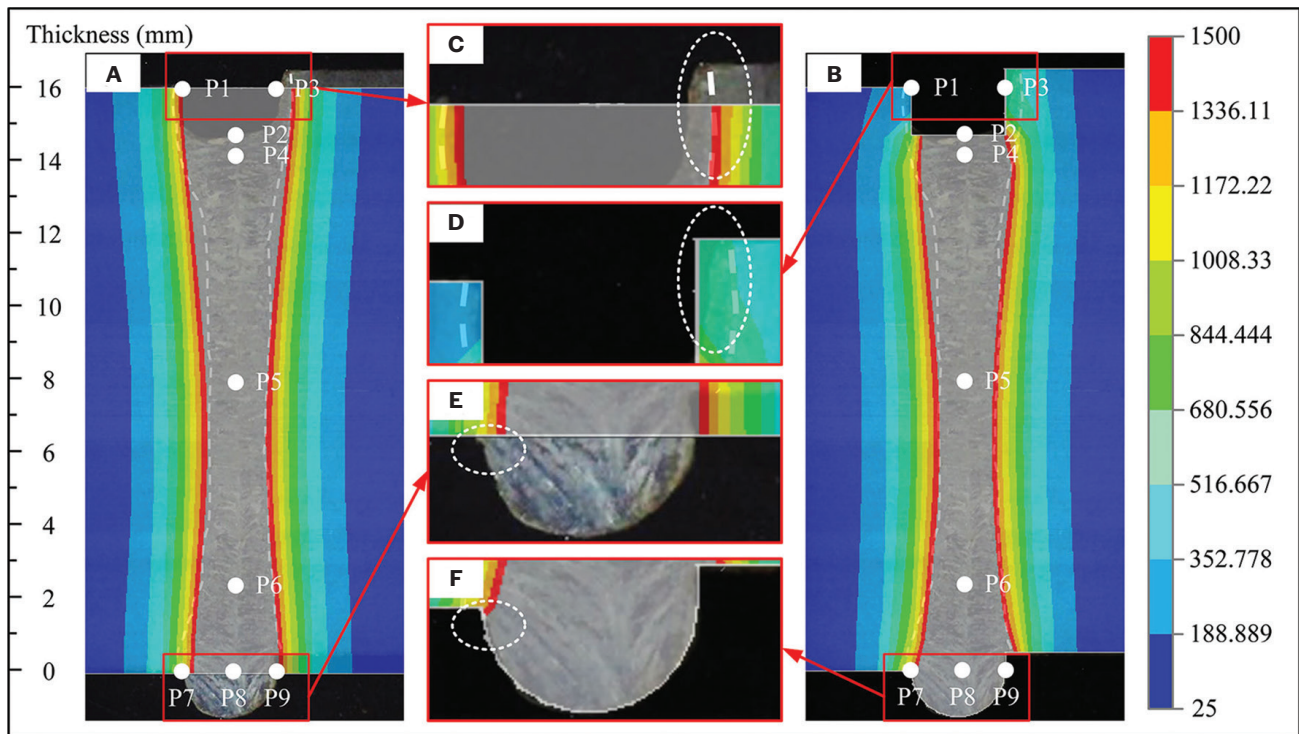 Thickness (mm)
16
14
12
10
8
6
4
2
0
A
P1
P3
P2
P4
P5
P6
P7
P8
P9
C
D
E
F
B
P1
P3
P2
P4
P5
P6
P7
P8
P9
1500
1336.11
1172.22
1008.33
844.444
680.556
516.667
352.778
188.889
25